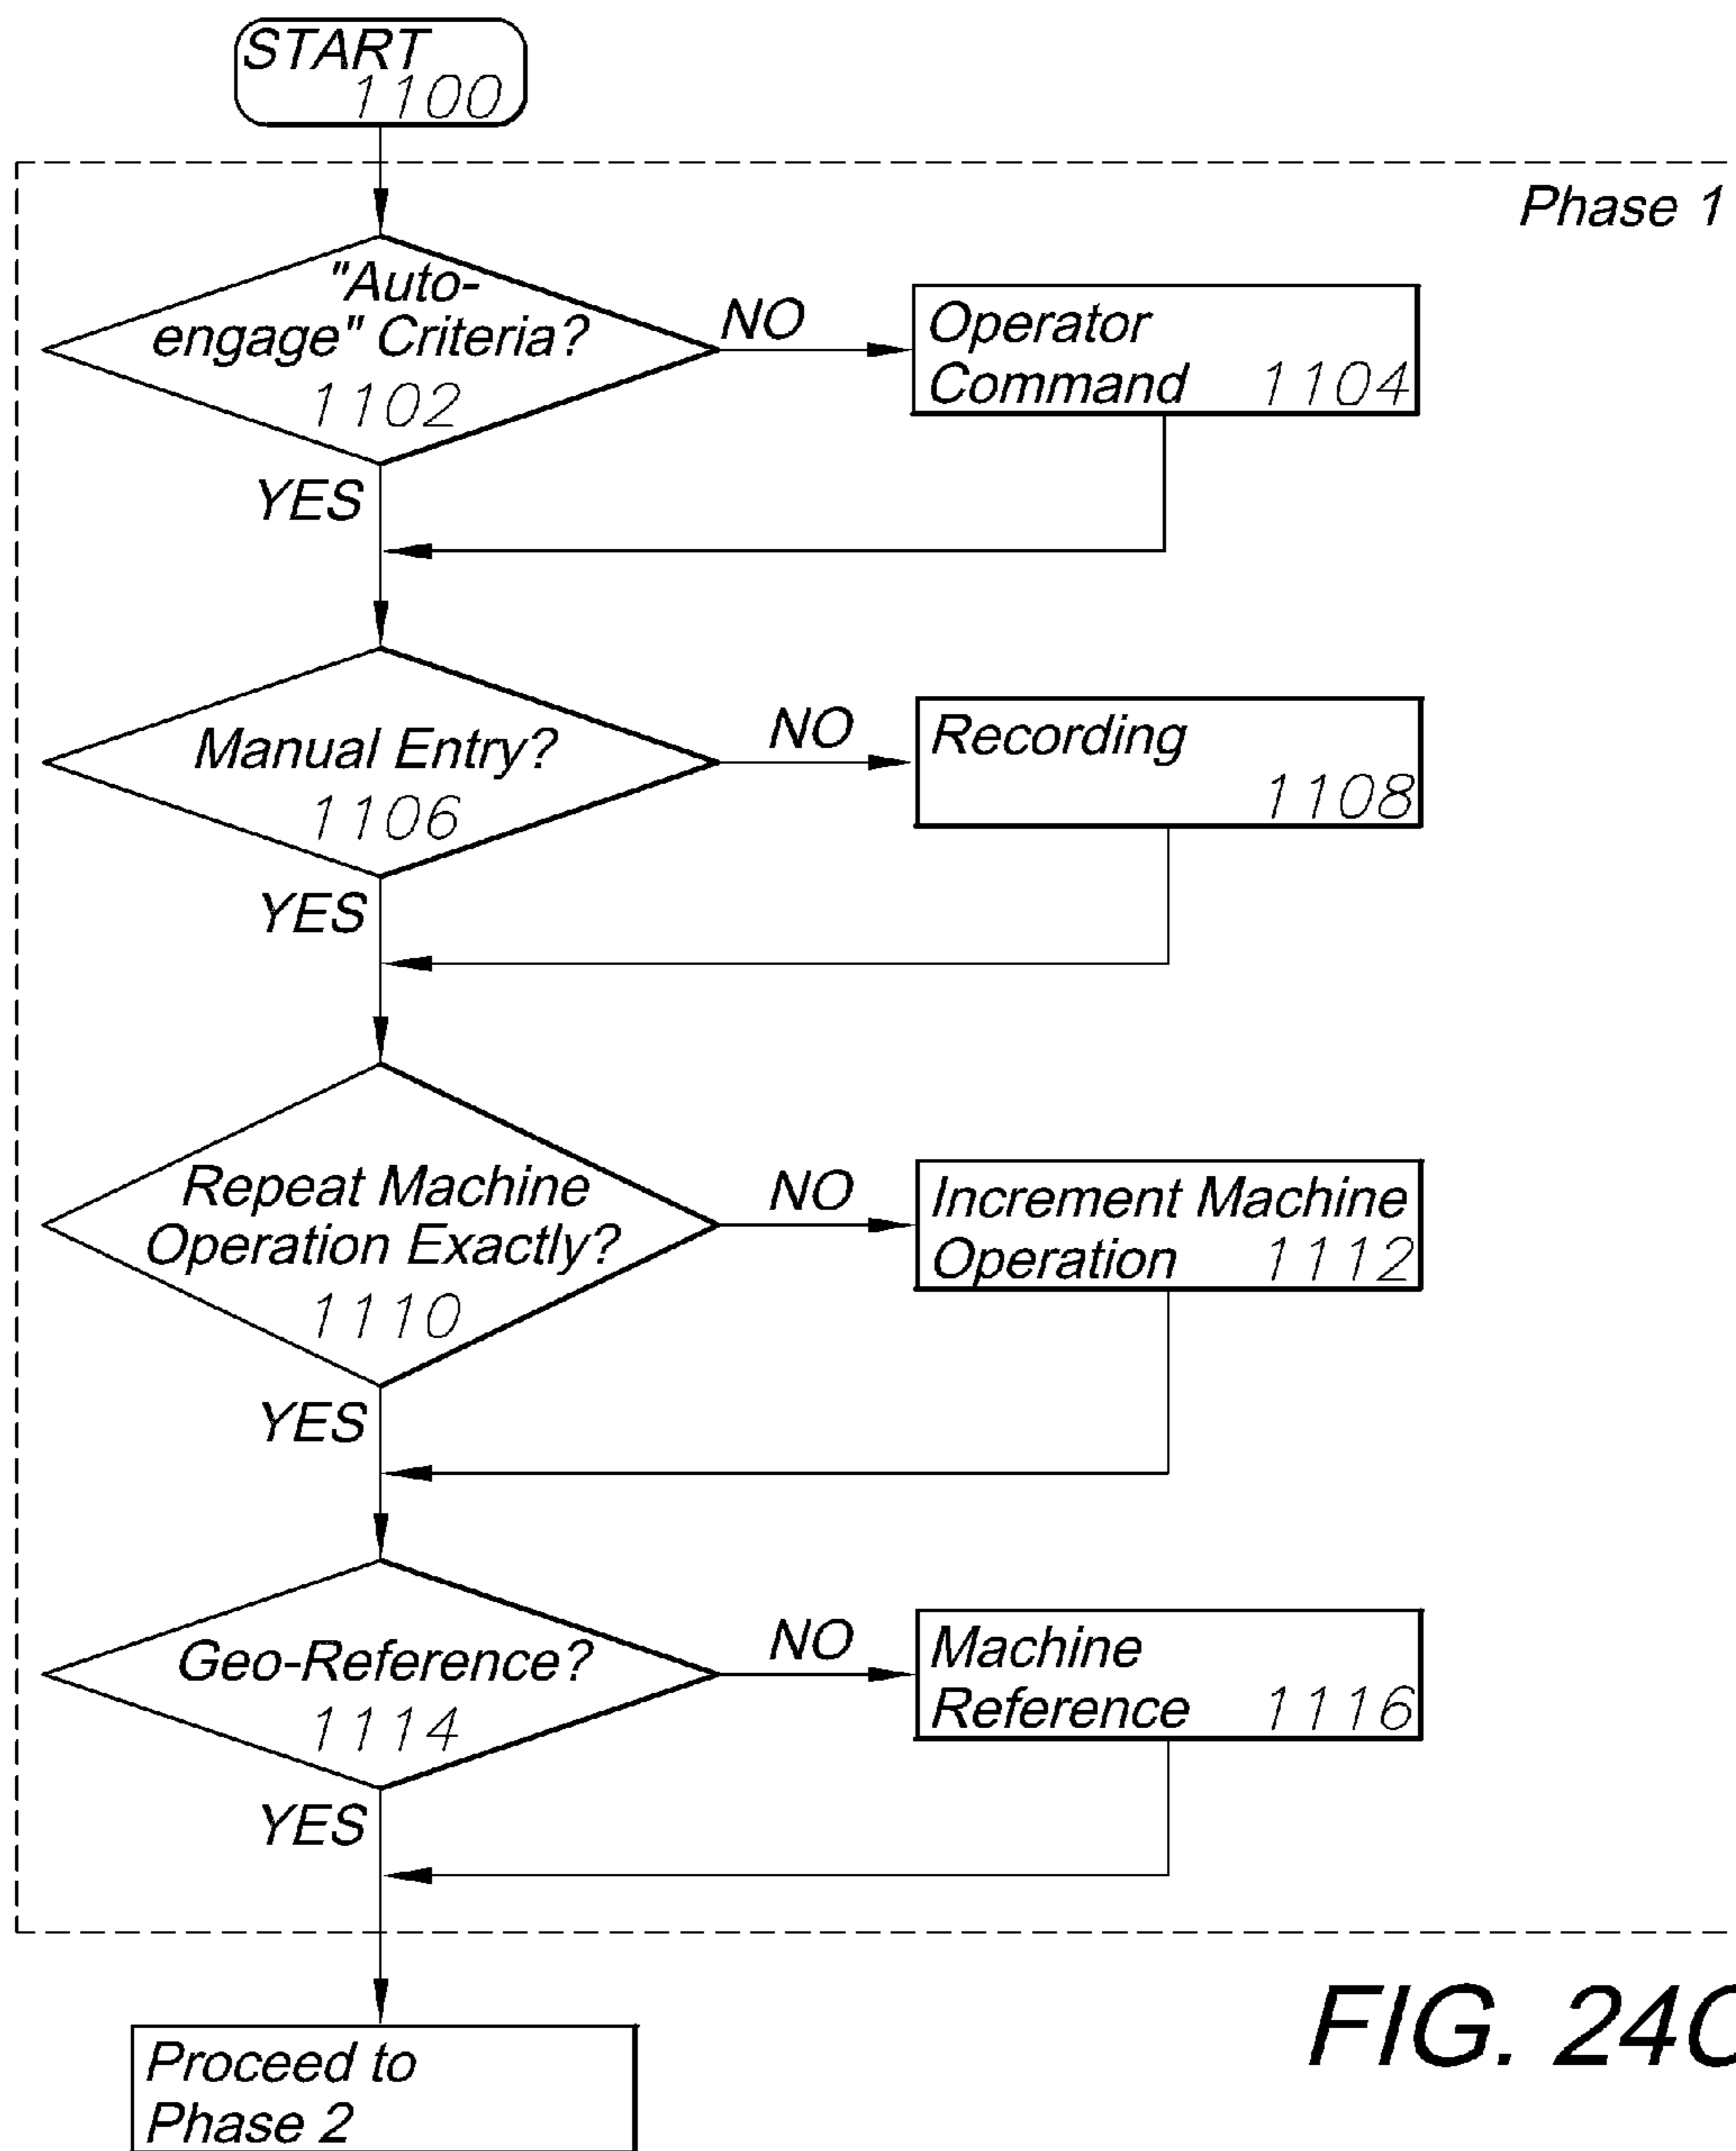 START
1100
Phase 1
"Auto-
engage" Criteria?
1102
NO
Operator
Command 1104
YES
Manual Entry?
1106
NO
Recording
1108
YES
Repeat Machine
Operation Exactly?
1110
NO
Increment Machine
Operation 1112
YES
Geo-Reference?
1114
NO
Machine
Reference 1116
YES
Proceed to
Phase 2
FIG.